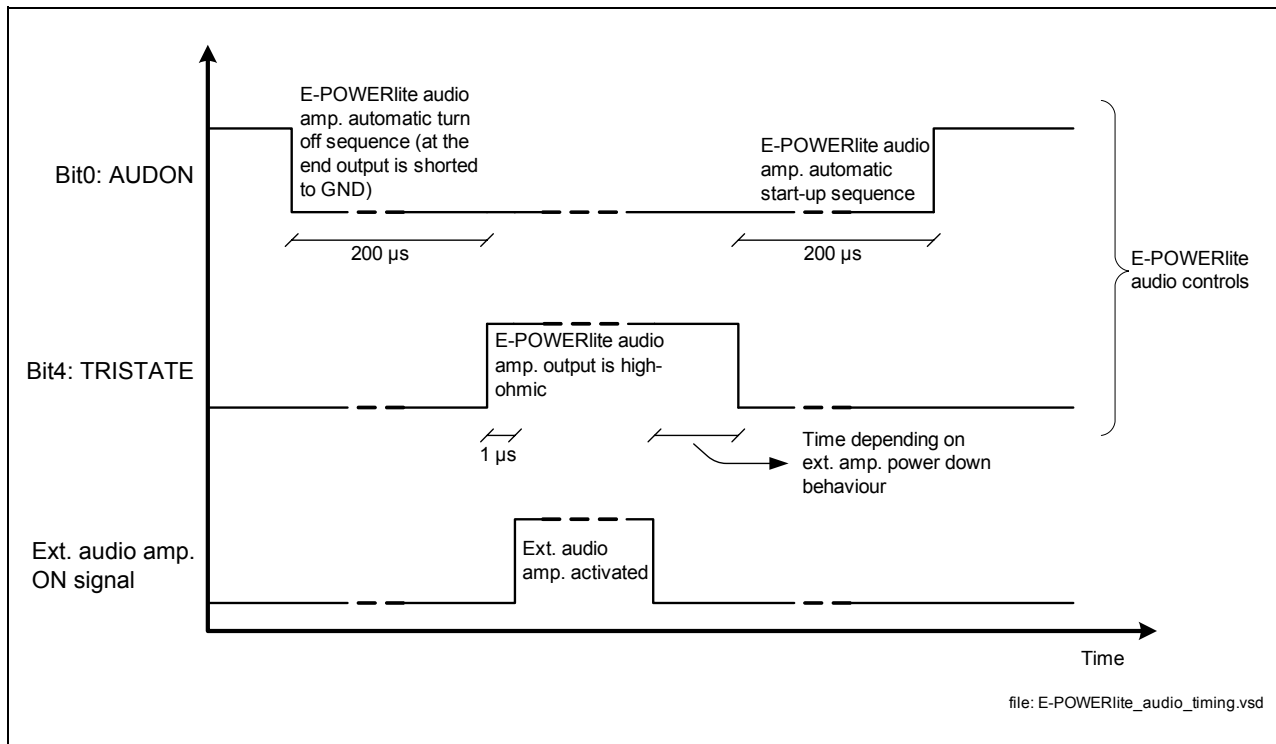 E-POWERlite audio
amp. automatic turn
off sequence (at the
end output is shorted
to GND)
E-POWERlite audio
amp. automatic
start-up sequence
Bit0: AUDON
200 µs
200 µs
E-POWERlite
audio controls
E-POWERlite audio
amp. output is high-
ohmic
Bit4: TRISTATE
1 µs
Time depending on
ext. amp. power down
behaviour
Ext. audio amp.
ON signal
Ext. audio
amp. activated
Time
file: E-POWERlite_audio_timing.vsd